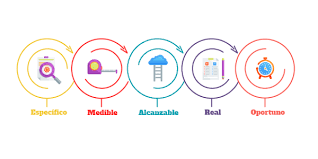 Específico
Medible
Alcanzable
Real
Oportuno